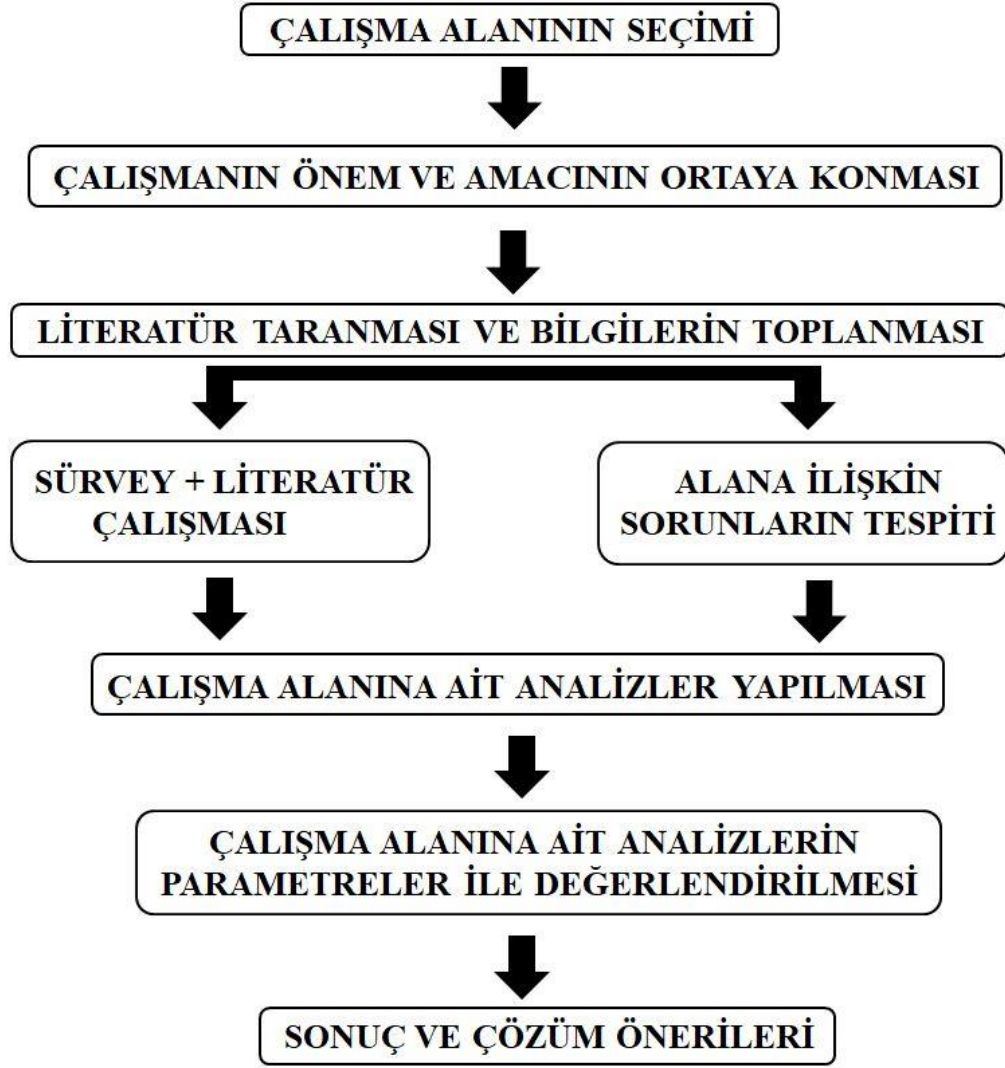 ÇALIŞMA ALANININ SEÇİMİ
ÇALIŞMANIN ÖNEM VE AMACININ ORTAYA KONMASI
LİTERATÜR TARANMASI VE BİLGİLERİN TOPLANMASI
SÜRVEY + LİTERATÜR
ÇALIŞMASI
ALANA İLİŞKİN
SORUNLARIN TESPİTİ
ÇALIŞMA ALANINA AİT ANALİZLER YAPILMASI
ÇALIŞMA ALANINA AİT ANALİZLERİN
PARAMETRELER İLE DEĞERLENDİRİLMESİ
SONUÇ VE ÇÖZÜM ÖNERİLERİ